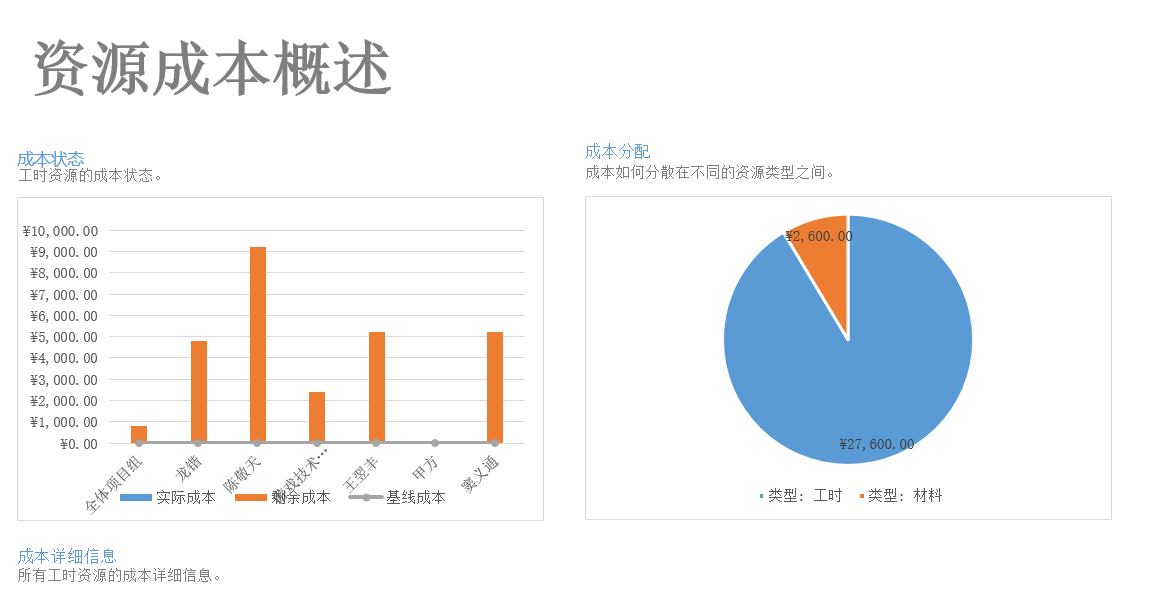 资源成本概述
成本状态
工时资源的成本状态。
¥10,000.00
¥9,000.00
¥8,000.00
¥7,000.00
¥6,000.00
¥5,000.00
¥4,000.00
¥3,000.00
¥2,000.00
¥1,000.00
¥0.00
全体项目组
龙锴
陈敬天
游戏技术…
王翌丰
甲方
窦义通
实际成本
剩余成本
基线成本
成本分配
成本如何分散在不同的资源类型之间。
¥2,600.00
¥27,600.00
类型: 工时
类型: 材料
成本详细信息
所有工时资源的成本详细信息。